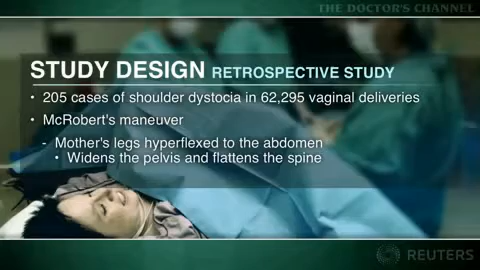 THE DOCTOR'S CHANNEL
STUDY DESIGN RETROSPECTIVE STUDY
• 205 cases of shoulder dystocia in 62,295 vaginal deliveries
• McRobert's maneuver
- Mother's legs hyperflexed to the abdomen
• Widens the pelvis and flattens the spine
REUTERS